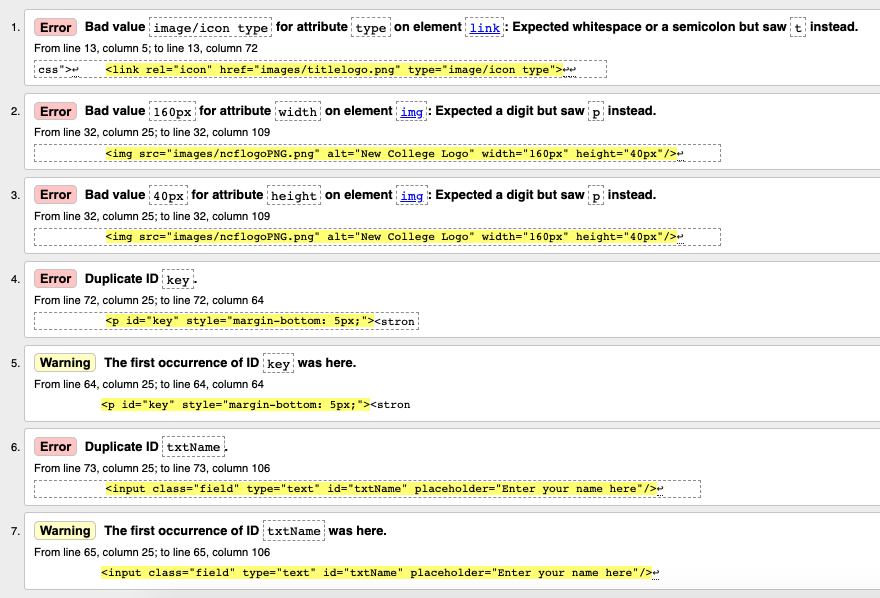 1. Error Bad value image/icon type for attribute type on element link: Expected whitespace or a semicolon but saw t instead.
From line 13, column 5; to line 13, column 72
css">↩ <link rel="icon" href="images/titlelogo.png" type="image/icon type">↩↩
2. Error Bad value 160px for attribute width on element img: Expected a digit but saw p instead.
From line 32, column 25; to line 32, column 109
<img src="images/ncflogoPNG.png" alt="New College Logo" width="160px" height="40px"/>↩
3. Error Bad value 40px for attribute height on element img: Expected a digit but saw p instead.
From line 32, column 25; to line 32, column 109
<img src="images/ncflogoPNG.png" alt="New College Logo" width="160px" height="40px"/>↩
4. Error Duplicate ID key.
From line 72, column 25; to line 72, column 64
<p id="key" style="margin-bottom: 5px;"><stron
5. Warning The first occurrence of ID key was here.
From line 64, column 25; to line 64, column 64
<p id="key" style="margin-bottom: 5px;"><stron
6. Error Duplicate ID txtName.
From line 73, column 25; to line 73, column 106
<input class="field" type="text" id="txtName" placeholder="Enter your name here"/>↩
7. Warning The first occurrence of ID txtName was here.
From line 65, column 25; to line 65, column 106
<input class="field" type="text" id="txtName" placeholder="Enter your name here"/>↩